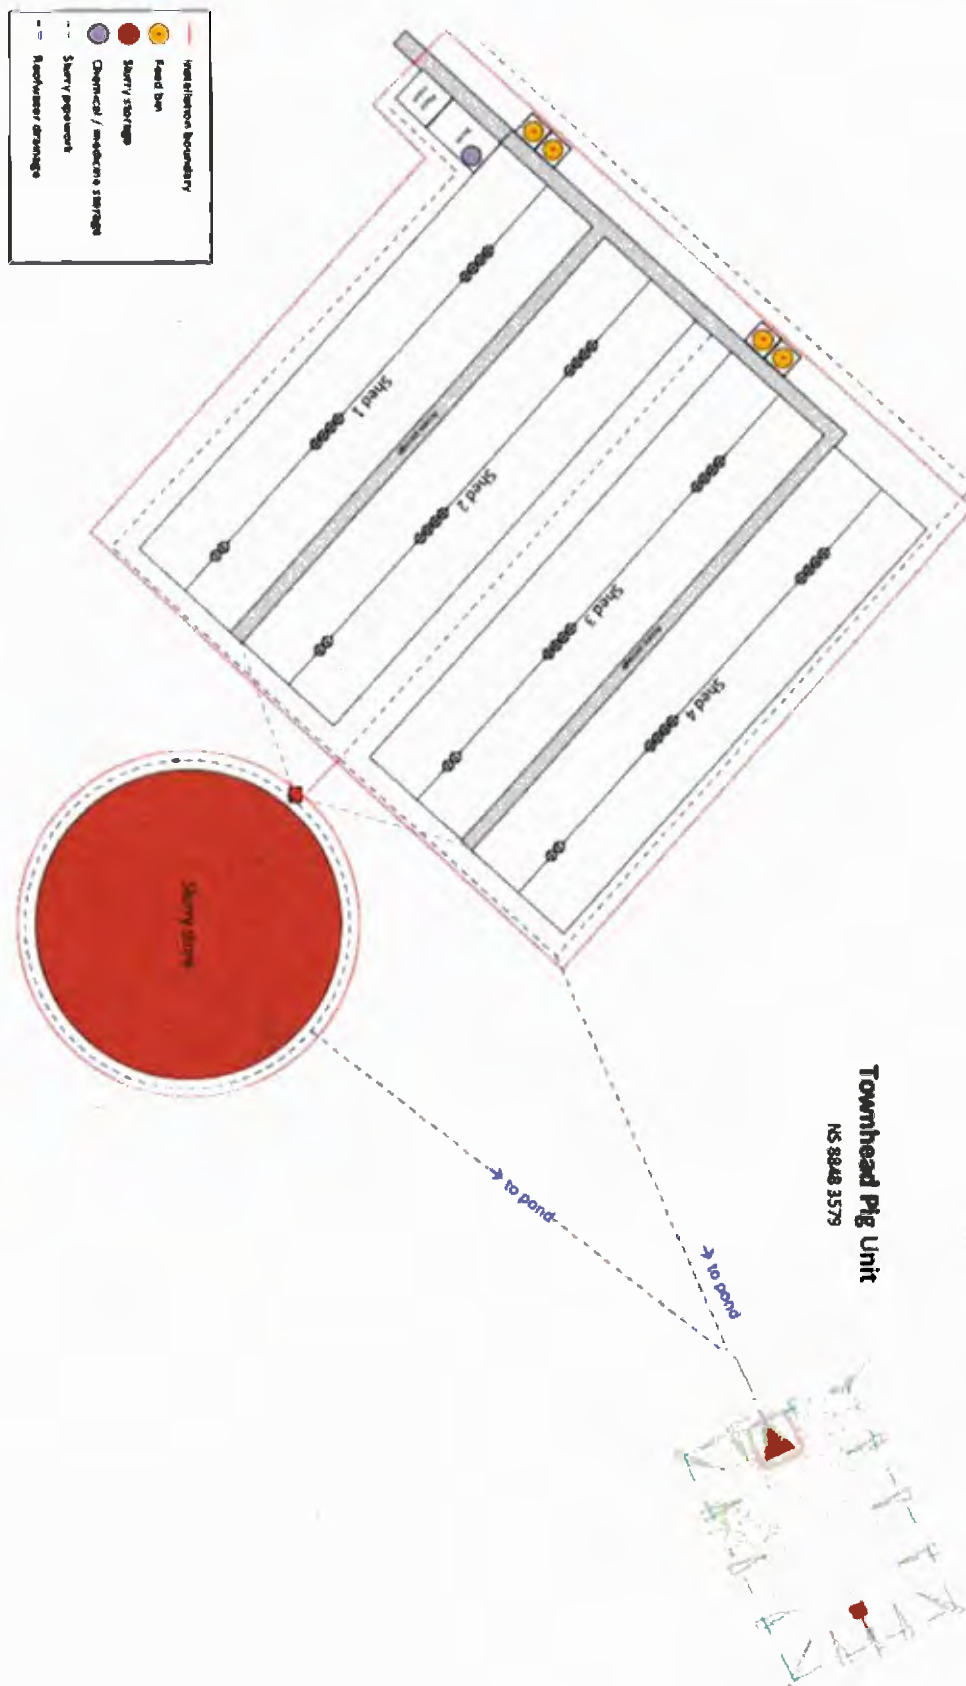 Townhead Pig Unit
NS 8848 3579
Installation boundary
Feed bin
Slurry storage
Chemical / medicine storage
Slurry pipework
Roofwater drainage
Shed 1
Shed 2
Shed 3
Shed 4
Slurry store
to pond
to pond